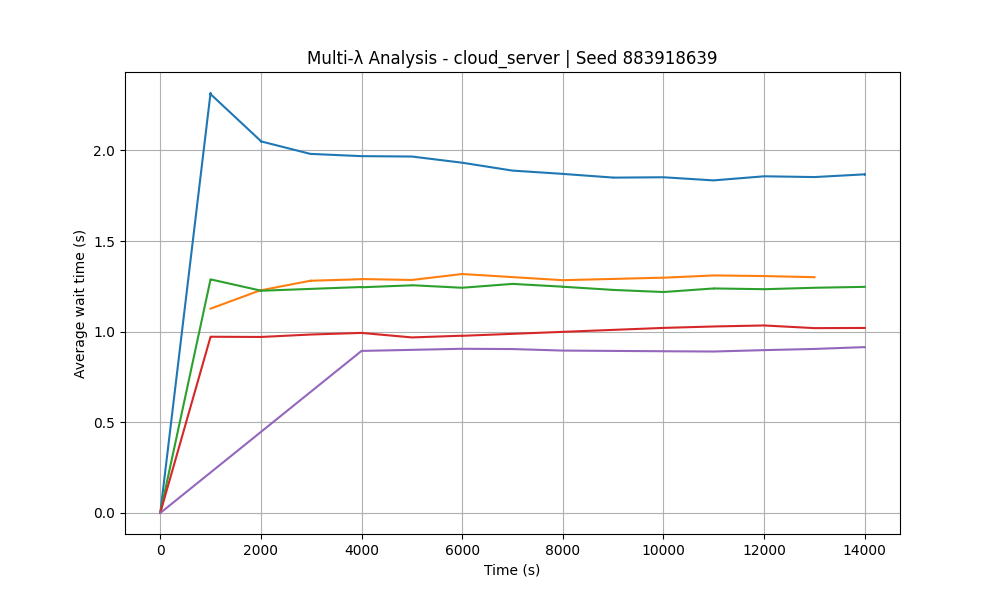 Multi-λ Analysis - cloud_server | Seed 883918639
Average wait time (s)
2.0
1.5
1.0
0.5
0.0
0 2000 4000 6000 8000 10000 12000 14000
Time (s)